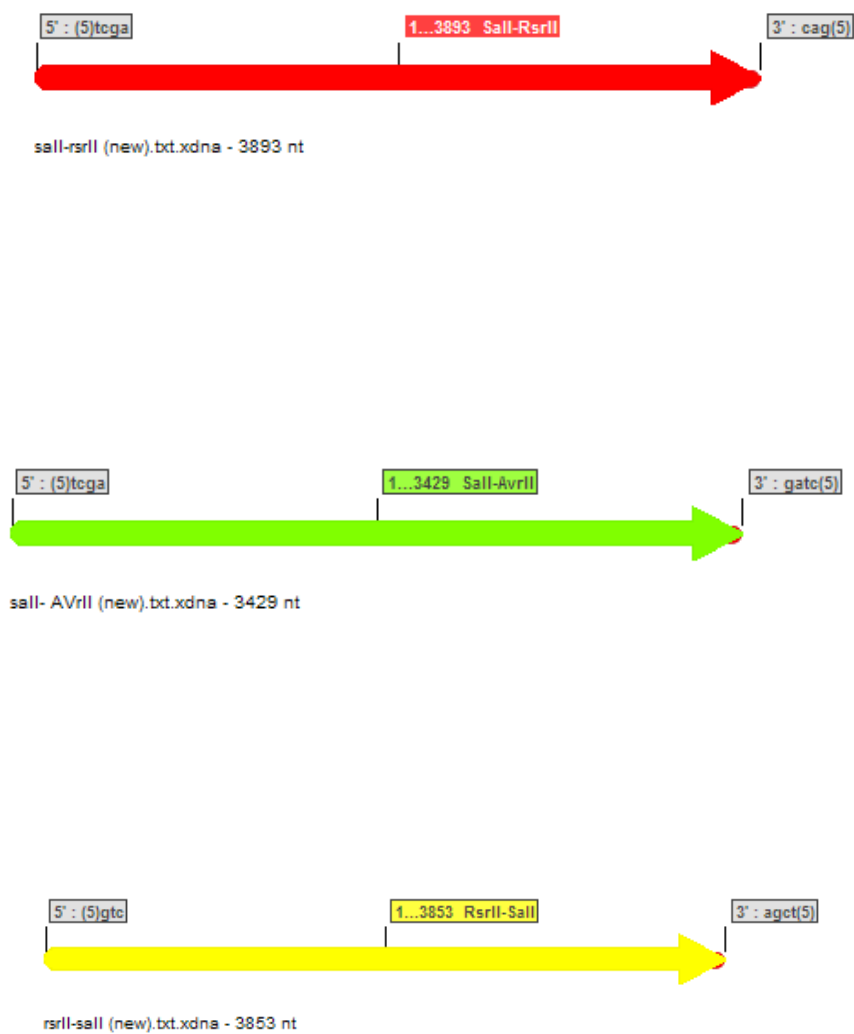 5' : (5)tcga 1...3893 SalI-RsrII 3' : cag(5)
salI-rsrII (new).txt.xdna - 3893 nt
5' : (5)tcga 1...3429 SalI-AvrII 3' : gatc(5)
salI- AVrII (new).txt.xdna - 3429 nt
5' : (5)gtc 1...3853 RsrII-SalI 3' : agct(5)
rsrII-salI (new).txt.xdna - 3853 nt